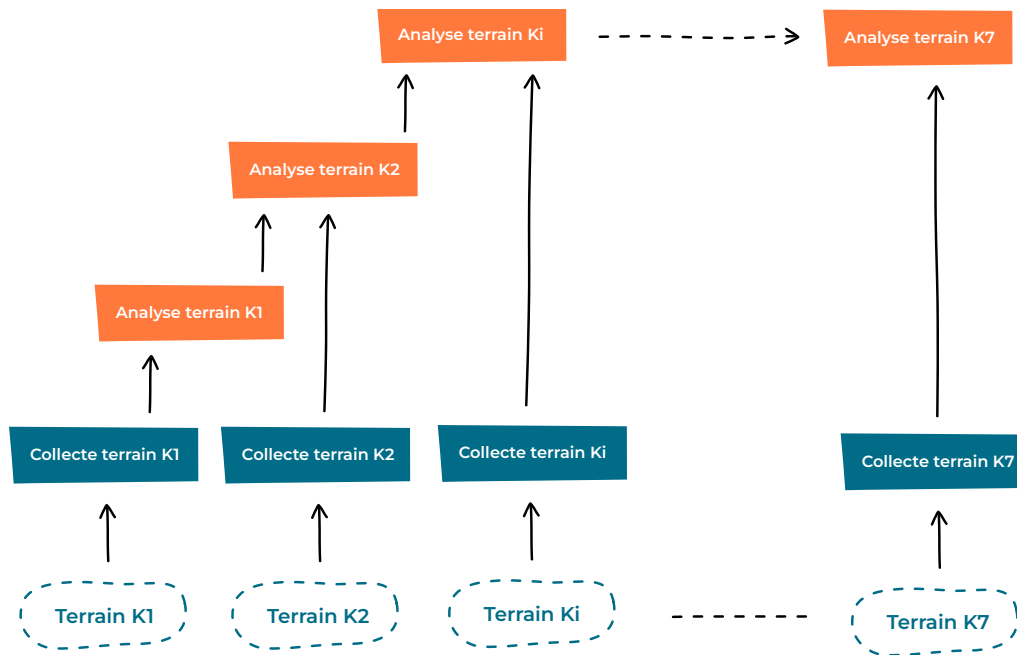 Analyse terrain Ki
Analyse terrain K7
Analyse terrain K2
Analyse terrain K1
Collecte terrain K1
Collecte terrain K2
Collecte terrain Ki
Collecte terrain K7
Terrain K1
Terrain K2
Terrain Ki
Terrain K7